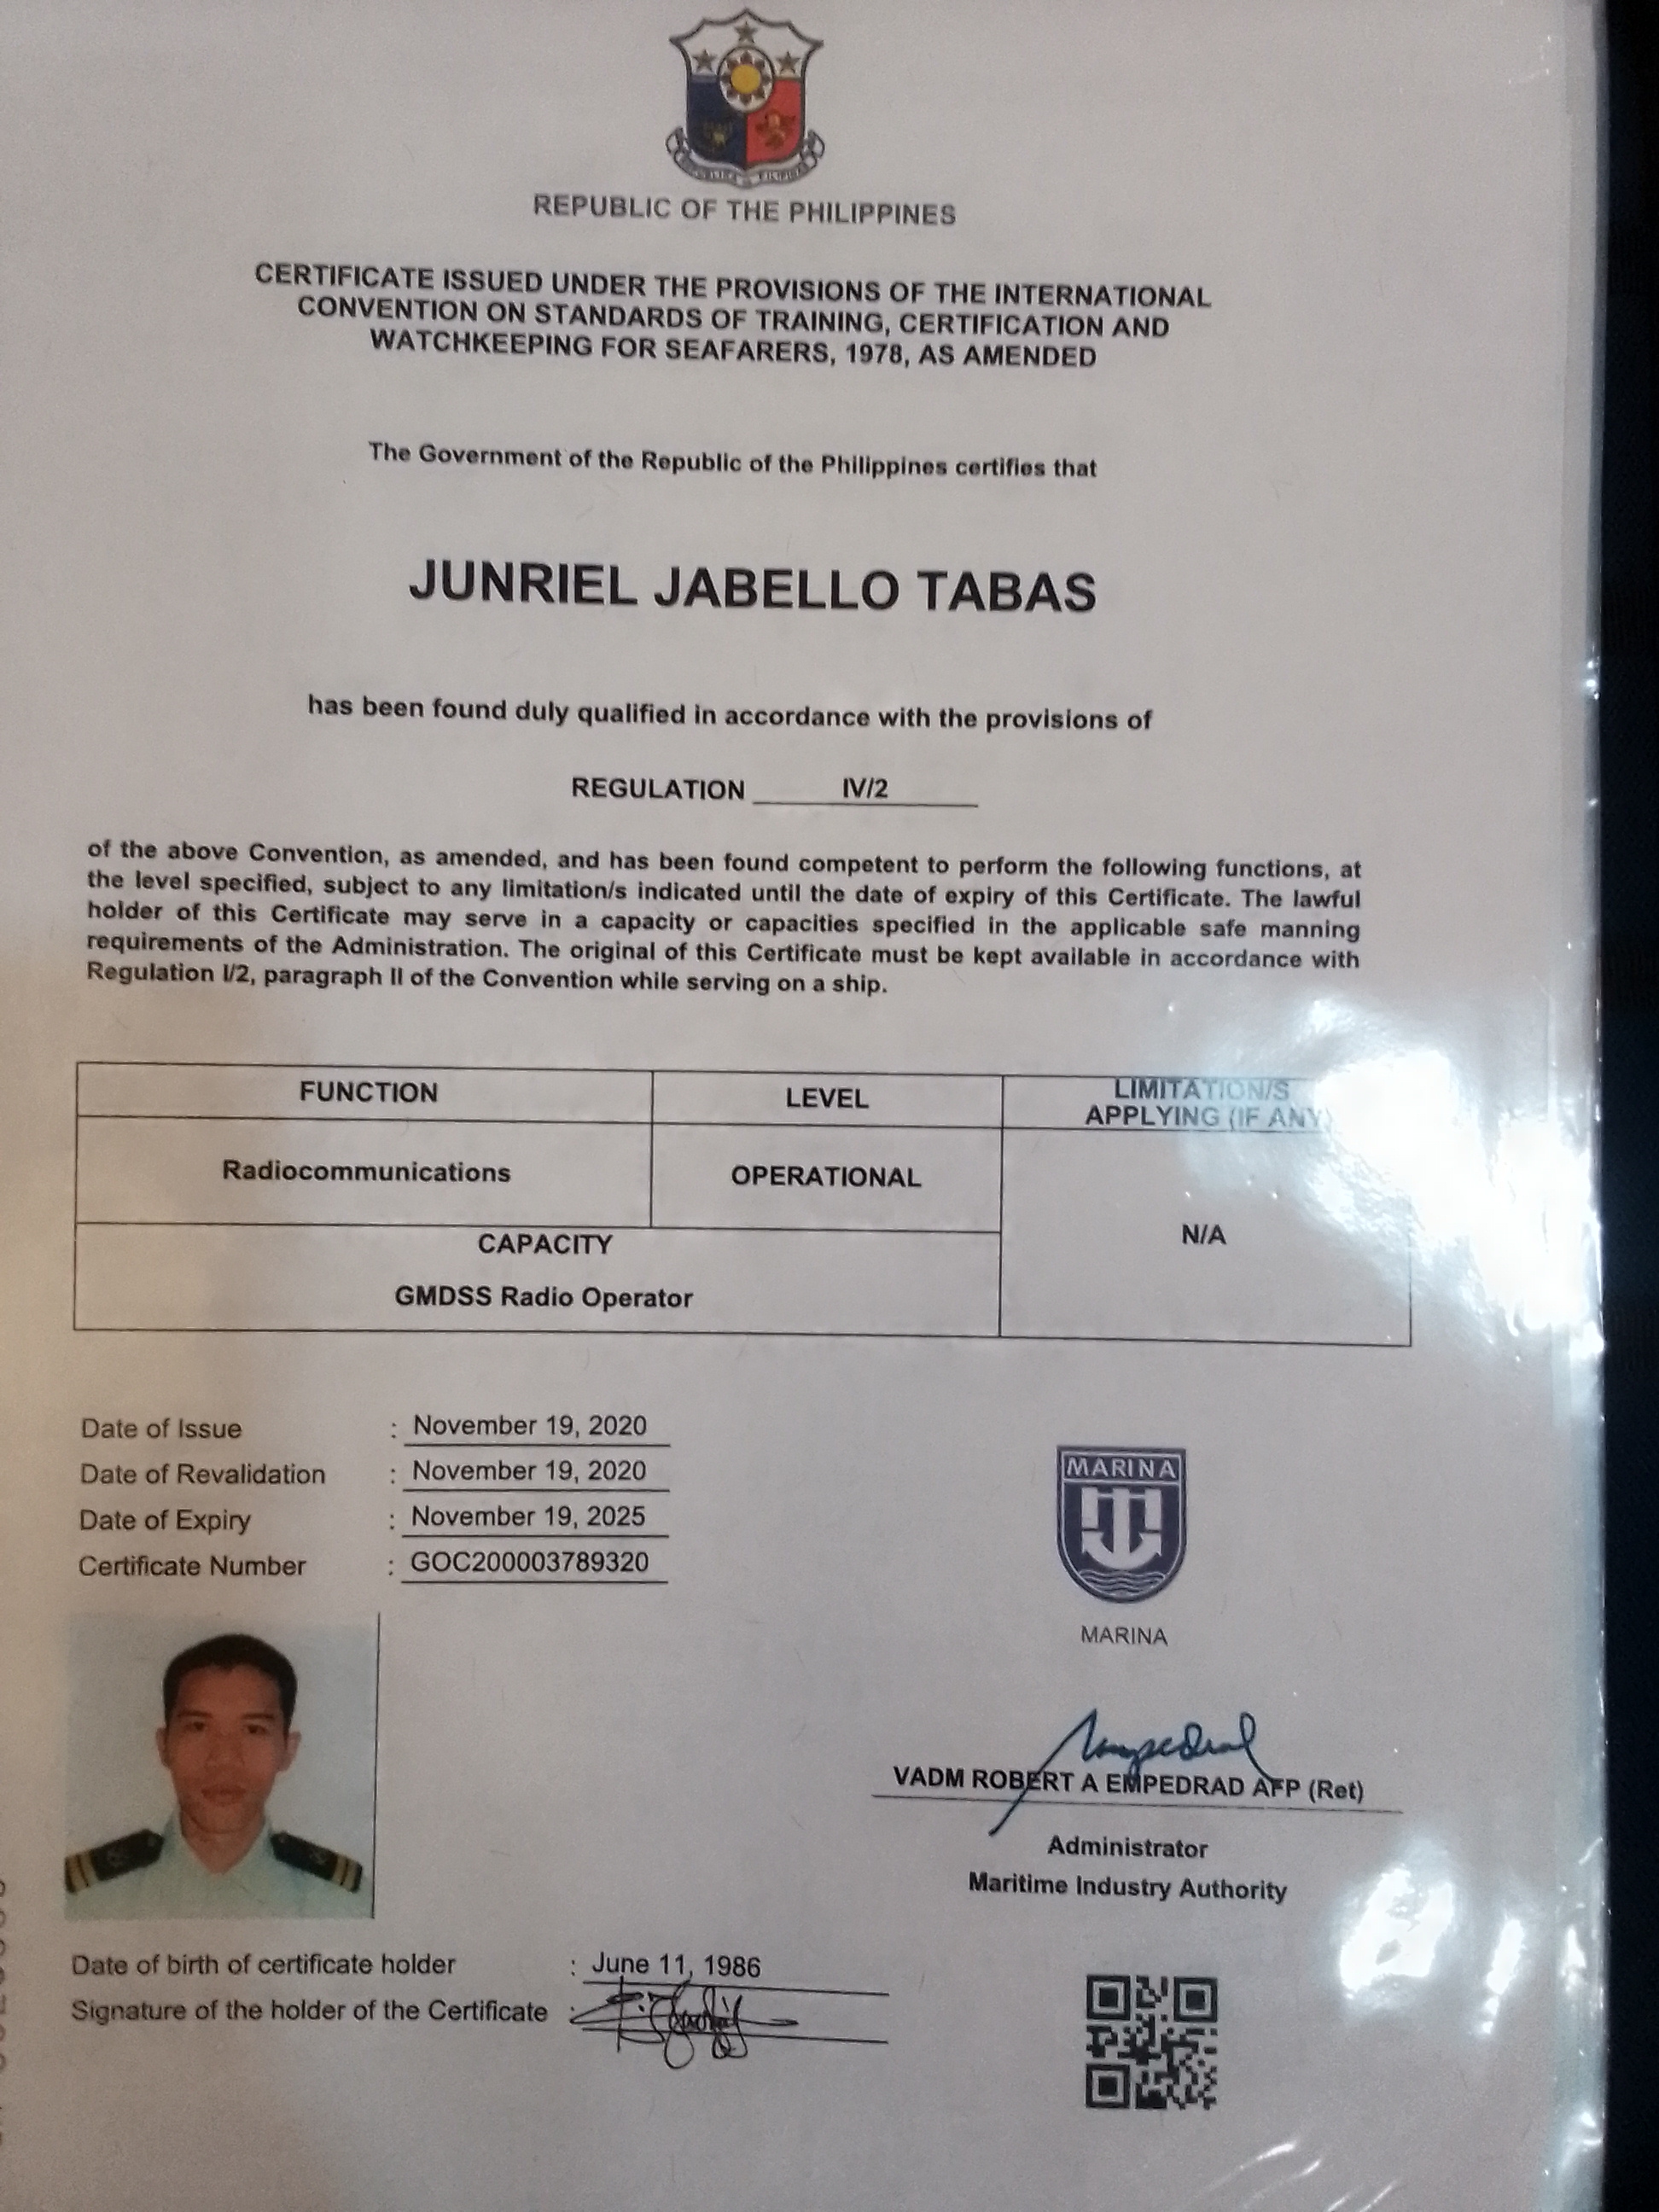 REPUBLIC OF THE PHILIPPINES
CERTIFICATE ISSUED UNDER THE PROVISIONS OF THE INTERNATIONAL
CONVENTION ON STANDARDS OF TRAINING, CERTIFICATION AND
WATCHKEEPING FOR SEAFARERS, 1978, AS AMENDED
The Government of the Republic of the Philippines certifies that
JUNRIEL JABELLO TABAS
has been found duly qualified in accordance with the provisions of
REGULATION IV/2
of the above Convention, as amended, and has been found competent to perform the following functions, at
the level specified, subject to any limitation/s indicated until the date of expiry of this Certificate. The lawful
holder of this Certificate may serve in a capacity or capacities specified in the applicable safe manning
requirements of the Administration. The original of this Certificate must be kept available in accordance with
Regulation I/2, paragraph II of the Convention while serving on a ship.
FUNCTION LEVEL LIMITATION/S
APPLYING (IF ANY)
Radiocommunications OPERATIONAL
N/A
CAPACITY
GMDSS Radio Operator
Date of Issue : November 19, 2020
Date of Revalidation : November 19, 2020
Date of Expiry : November 19, 2025
Certificate Number : GOC200003789320
MARINA
MARINA
VADM ROBERT A EMPEDRAD AFP (Ret)
Administrator
Maritime Industry Authority
Date of birth of certificate holder : June 11, 1986
Signature of the holder of the Certificate :